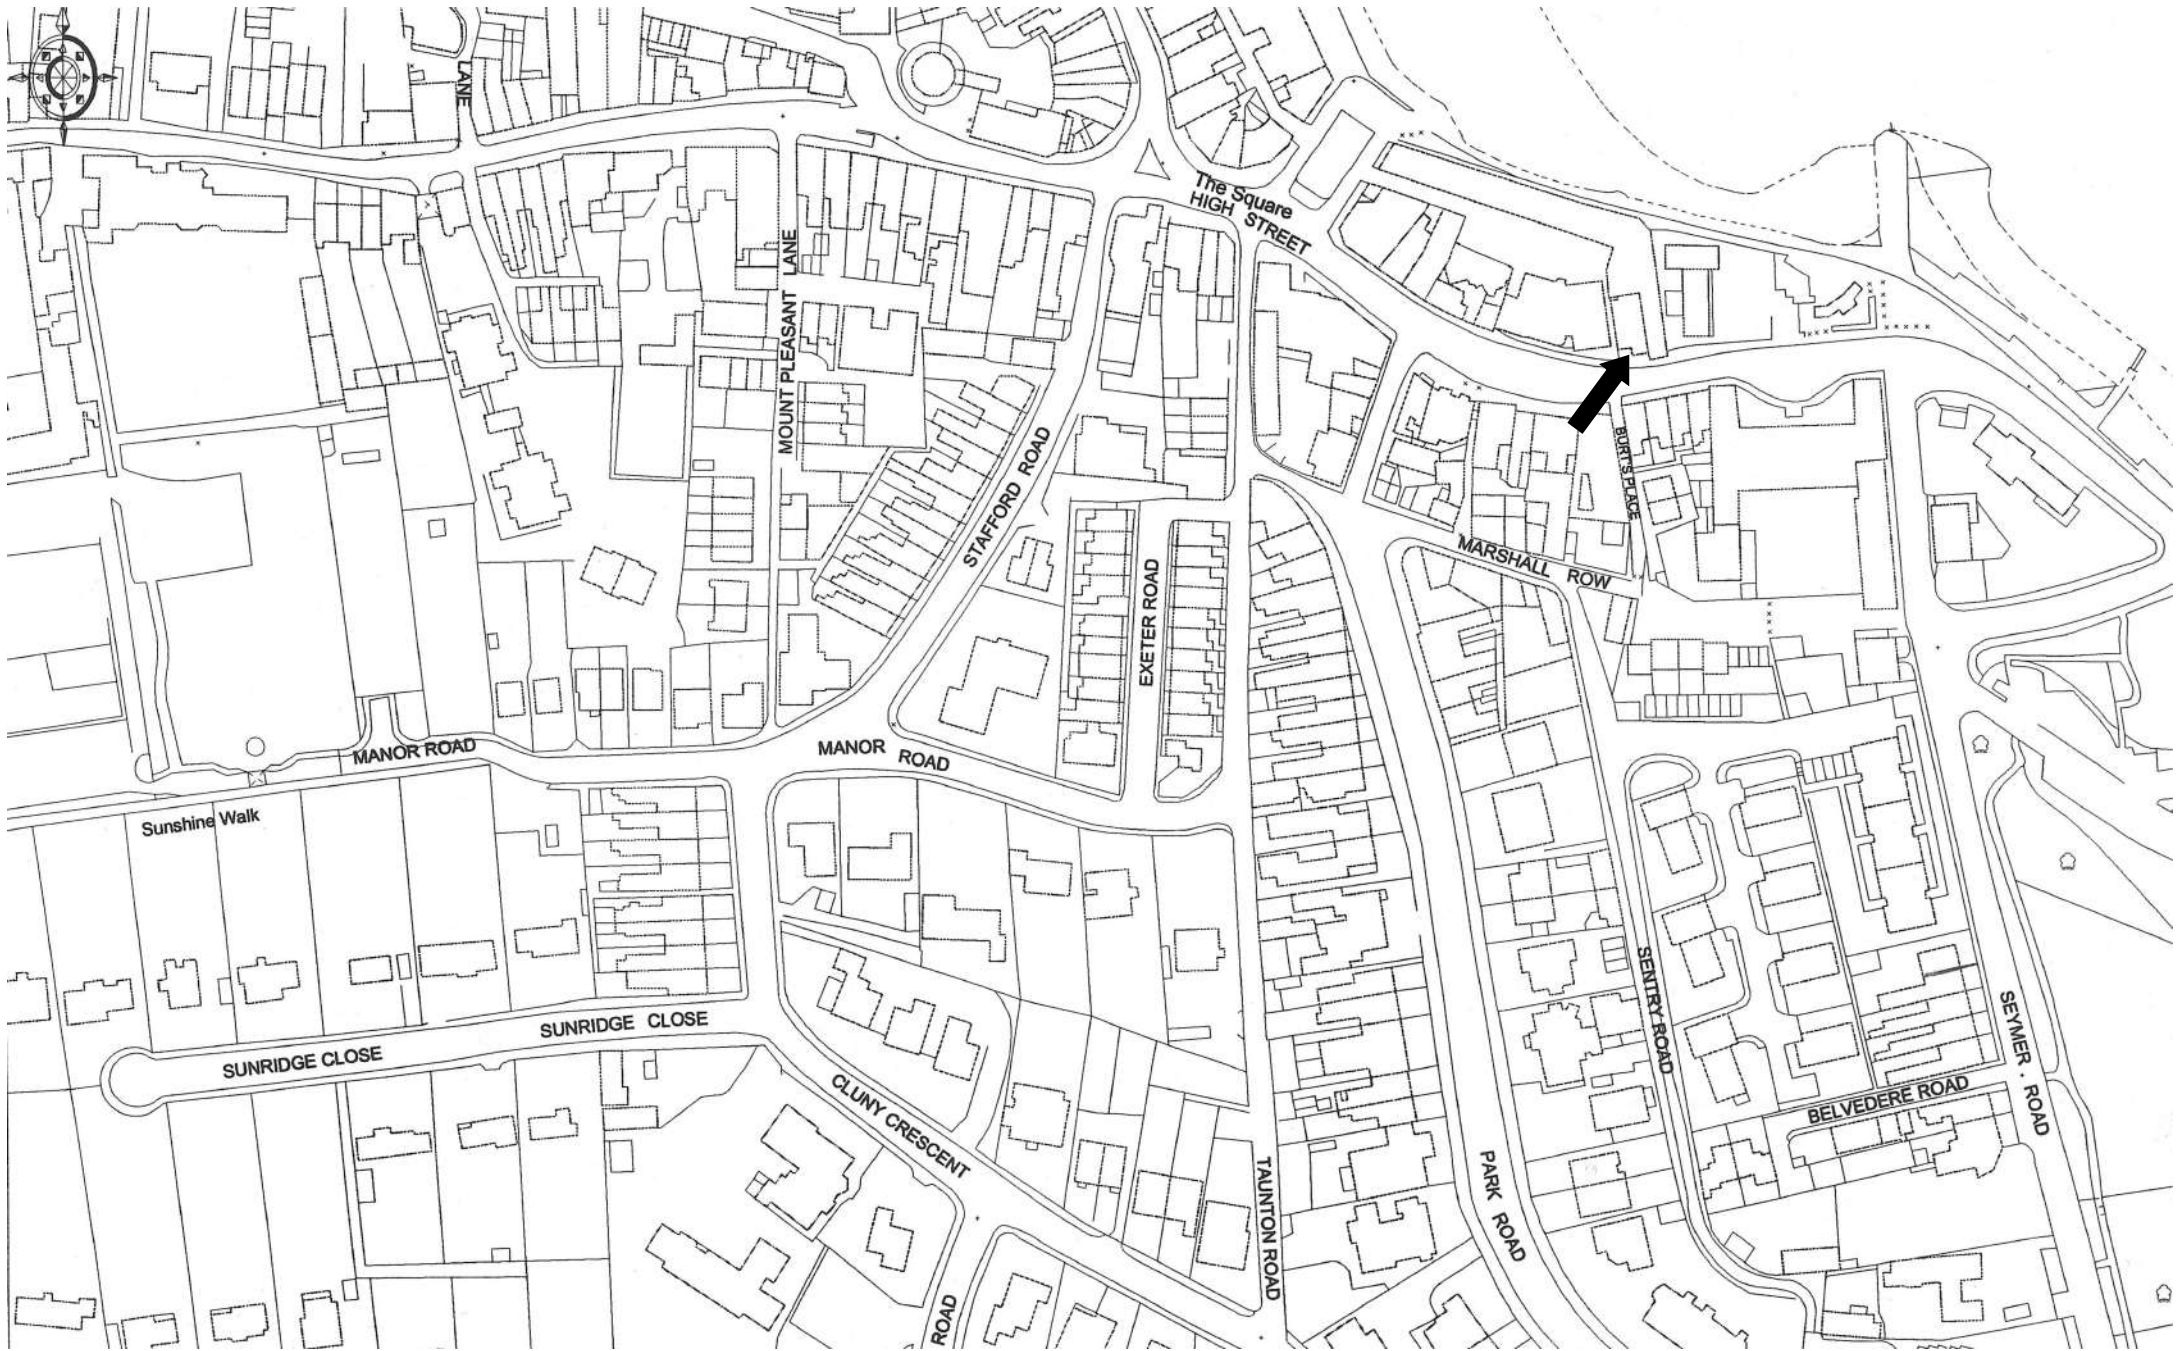 LANE
The Square
HIGH STREET
MOUNT PLEASANT LANE
STAFFORD ROAD
BURT'S PLACE
EXETER ROAD
MARSHALL ROW
MANOR ROAD
MANOR ROAD
Sunshine Walk
SUNRIDGE CLOSE
SUNRIDGE CLOSE
CLUNY CRESCENT
SENTRY ROAD
SEYMER ROAD
BELVEDERE ROAD
TAUNTON ROAD
PARK ROAD
ROAD